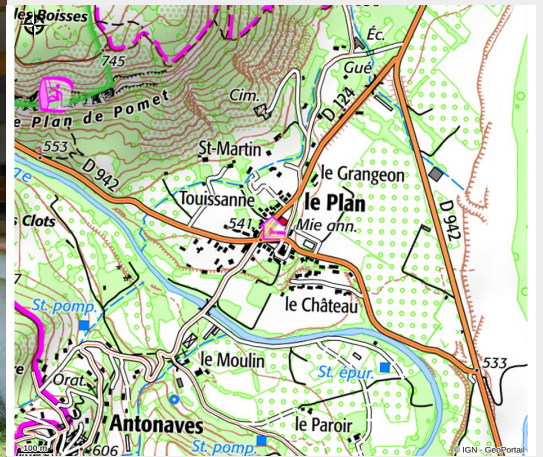 les Boisses
Éc.
745
Gué
Cim.
e Plan de Pomet
D 124
553
St-Martin
D 942
le Grangeon
Touissanne
le Plan
s Clots
541
Mie ann.
D 942
St. pomp.
le Château
533
le Moulin
St. épur.
Orat.
Antonaves
le Paroir
St. pomp.
606
100 m
© IGN - GeoPortail